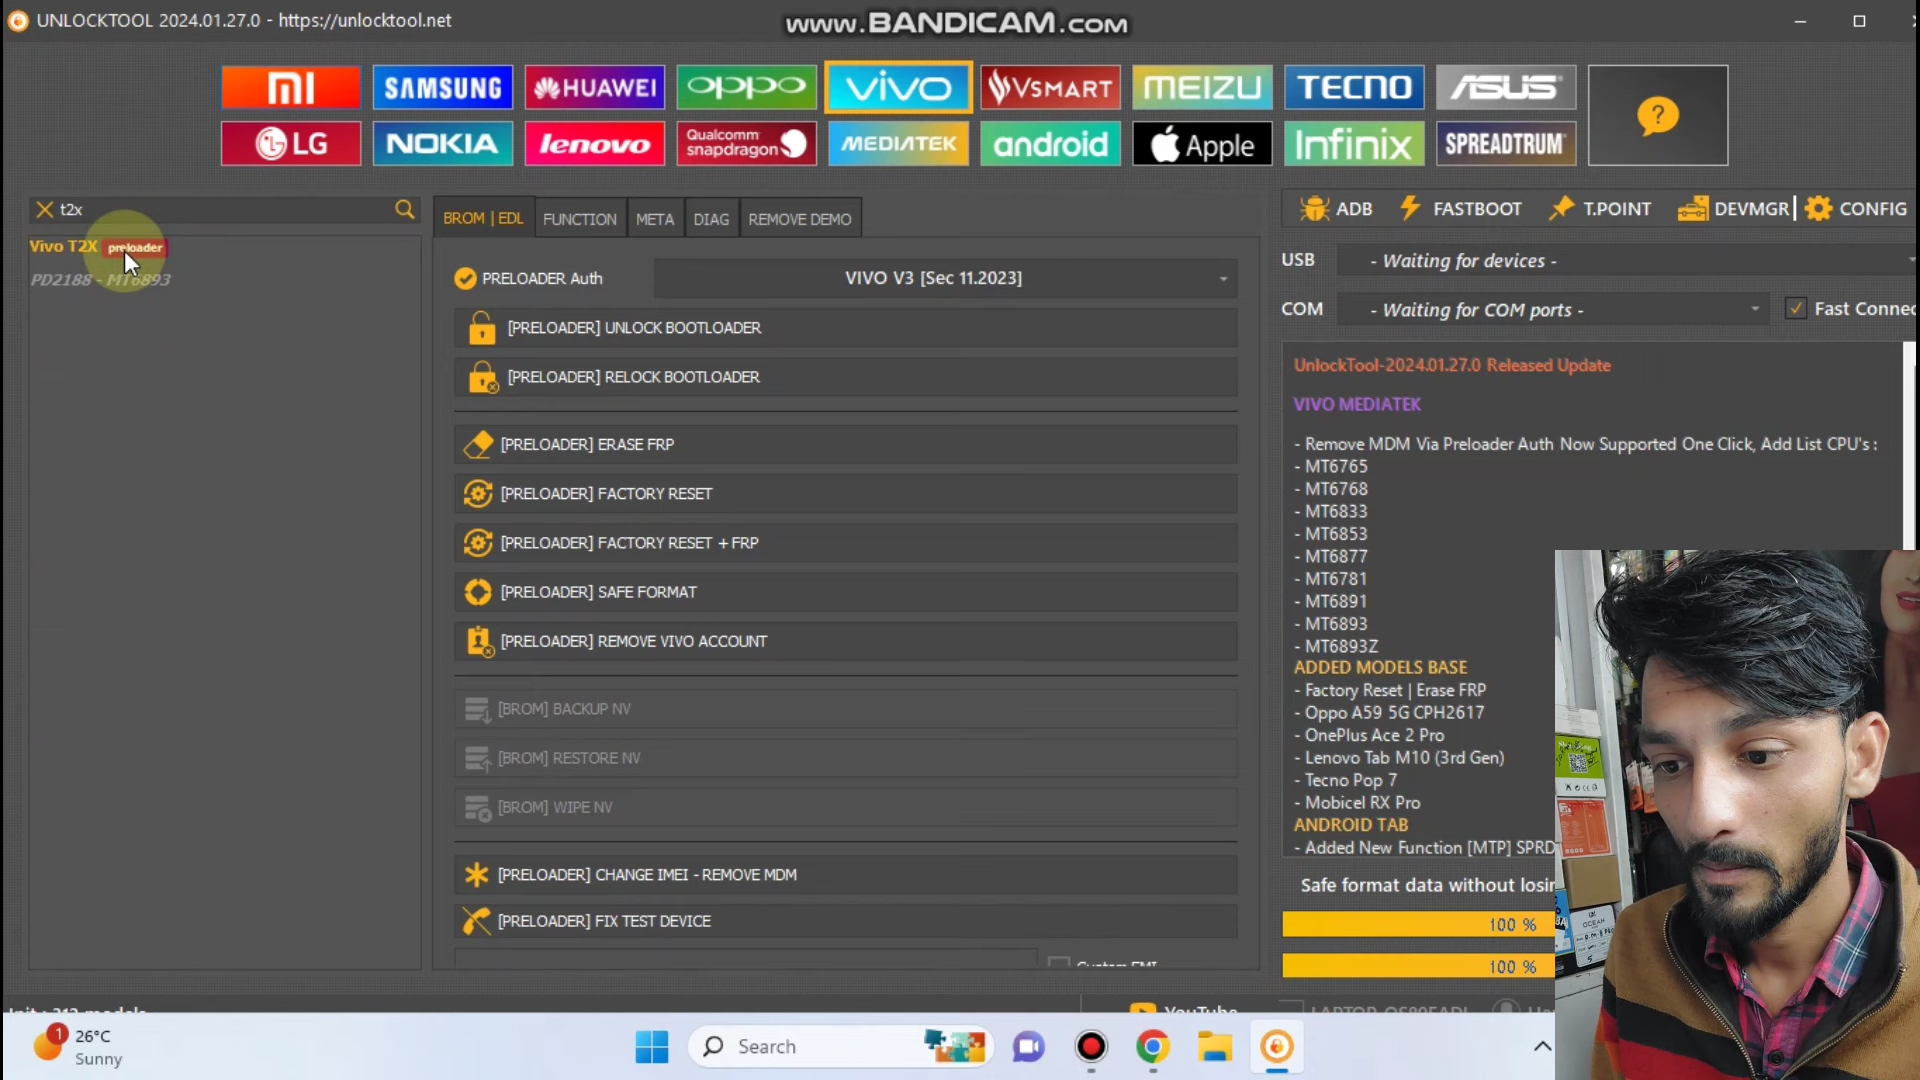 UNLOCKTOOL 2024.01.27.0 - https://unlocktool.net
www.BANDICAM.com
mi SAMSUNG HUAWEI oppo vivo VSMART MEIZU TECNO ASUS ?
LG NOKIA lenovo Qualcomm snapdragon MEDIATEK android Apple Infinix SPREADTRUM
t2x
Vivo T2X preloader
PD2188 - MT6893
BROM | EDL FUNCTION META DIAG REMOVE DEMO
PRELOADER Auth VIVO V3 [Sec 11.2023]
[PRELOADER] UNLOCK BOOTLOADER
[PRELOADER] RELOCK BOOTLOADER
[PRELOADER] ERASE FRP
[PRELOADER] FACTORY RESET
[PRELOADER] FACTORY RESET + FRP
[PRELOADER] SAFE FORMAT
[PRELOADER] REMOVE VIVO ACCOUNT
[BROM] BACKUP NV
[BROM] RESTORE NV
[BROM] WIPE NV
[PRELOADER] CHANGE IMEI - REMOVE MDM
[PRELOADER] FIX TEST DEVICE
ADB FASTBOOT T.POINT DEVMGR CONFIG
USB - Waiting for devices -
COM - Waiting for COM ports - Fast Connec
UnlockTool-2024.01.27.0 Released Update
VIVO MEDIATEK
- Remove MDM Via Preloader Auth Now Supported One Click, Add List CPU's :
- MT6765
- MT6768
- MT6833
- MT6853
- MT6877
- MT6781
- MT6891
- MT6893
- MT6893Z
ADDED MODELS BASE
- Factory Reset | Erase FRP
- Oppo A59 5G CPH2617
- OnePlus Ace 2 Pro
- Lenovo Tab M10 (3rd Gen)
- Tecno Pop 7
- Mobicel RX Pro
ANDROID TAB
- Added New Function [MTP] SPRD
Safe format data without losin
100 %
100 %
YouTube
1
26°C
Sunny
Search